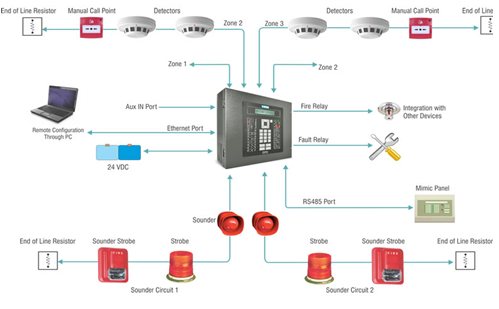 End of Line Resistor
Manual Call Point
Detectors
Zone 2
Zone 3
Detectors
Manual Call Point
End of Line Resis
Zone 1
Zone 2
Aux IN Port
Fire Relay
Integration with
Other Devices
Ethernet Port
Remote Configuration
Through PC
Fault Relay
24 VDC
RS485 Port
Mimic Panel
Sounder
End of Line Resistor
Sounder Strobe
Strobe
Strobe
Sounder Strobe
End of Line Resistor
Sounder Circuit 1
Sounder Circuit 2